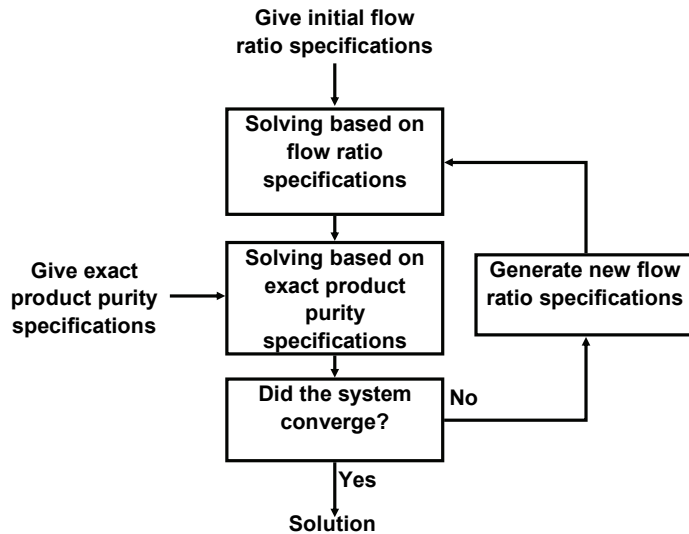 Give initial flow
ratio specifications
Solving based on
flow ratio
specifications
Give exact
product purity
specifications
Solving based on
exact product
purity
specifications
Generate new flow
ratio specifications
Did the system
converge?
No
Yes
Solution